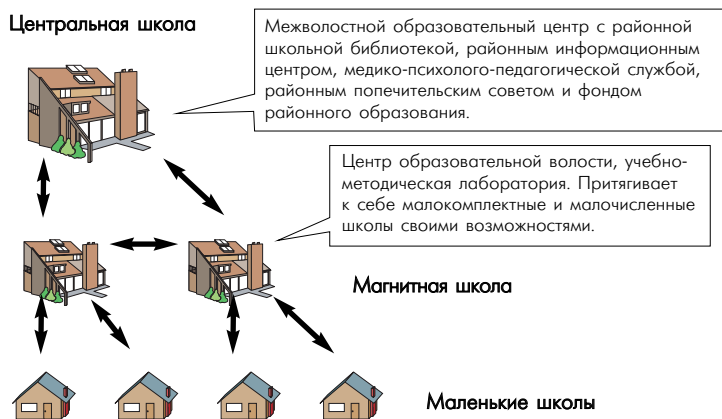 Центральная школа
Межволостной образовательный центр с районной
школьной библиотекой, районным информационным
центром, медико-психолого-педагогической службой,
районным попечительским советом и фондом
районного образования.
Центр образовательной волости, учебно-
методическая лаборатория. Притягивает
к себе малокомплектные и малочисленные
школы своими возможностями.
Магнитная школа
Маленькие школы